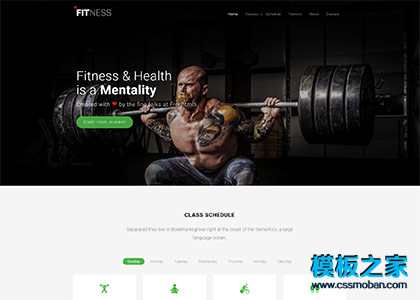 FITNESS
Home Classes Schedule Trainers About Contact
Fitness & Health
is a Mentality
Created with ❤ by the fine folks at Freehtml5
START YOUR JOURNEY
CLASS SCHEDULE
Separated they live in Bookmarksgrove right at the coast of the Semantics, a large
language ocean.
Sunday Monday Tuesday Wednesday Thursday Friday Saturday
模板之家
www.cssmoban.com